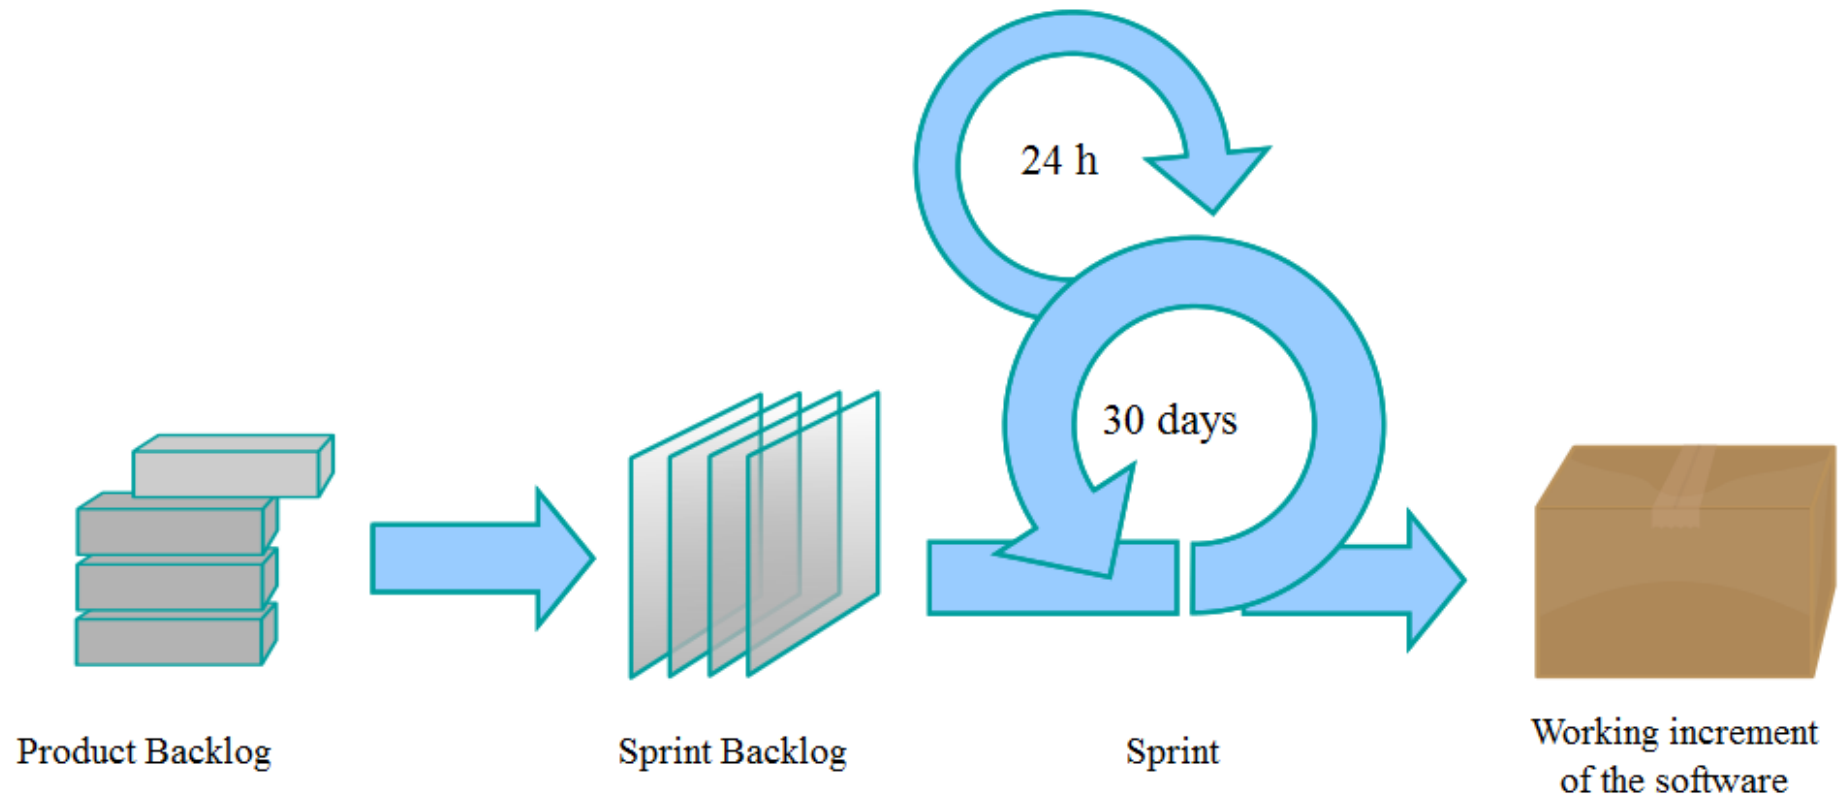 24 h
30 days
Product Backlog
Sprint Backlog
Sprint
Working increment
of the software